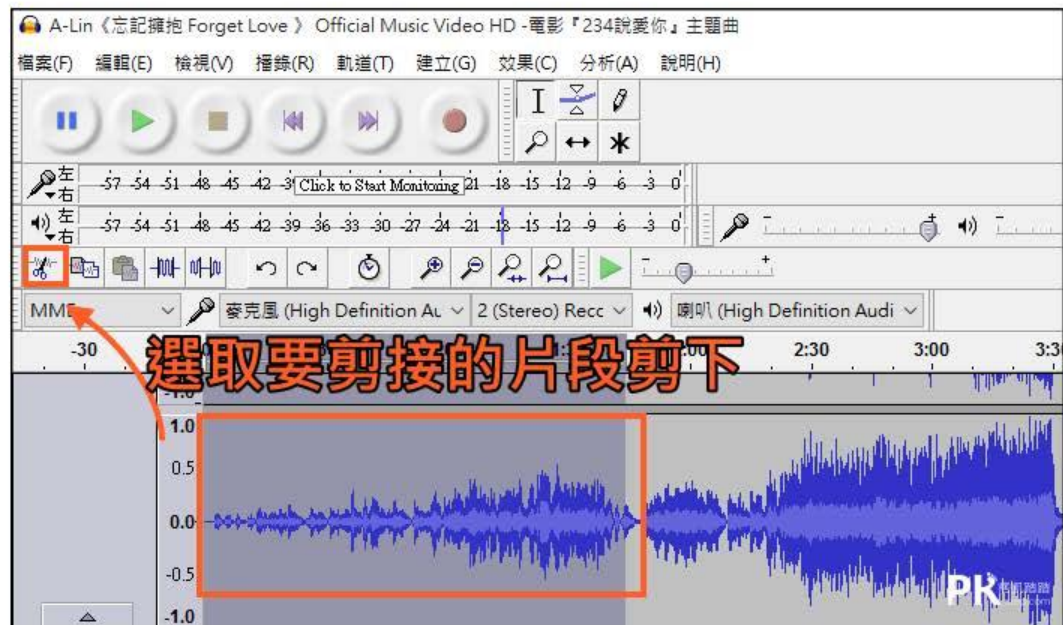 A-Lin《忘記擁抱 Forget Love 》 Official Music Video HD -電影『234說愛你』主題曲
檔案(F) 編輯(E) 檢視(V) 播錄(R) 軌道(T) 建立(G) 效果(C) 分析(A) 說明(H)
左 -57 -54 -51 -48 -45 -42 Click to Start Monitoring 21 -18 -15 -12 -9 -6 -3 0
右
左 -57 -54 -51 -48 -45 -42 -39 -36 -33 -30 -27 -24 -21 -18 -15 -12 -9 -6 -3 0
右
MME 麥克風 (High Definition Au 2 (Stereo) Recc 喇叭 (High Definition Audi
-30 2:30 3:00 3:3
選取要剪接的片段剪下
-1.0
1.0
0.5
0.0
-0.5
-1.0
PK